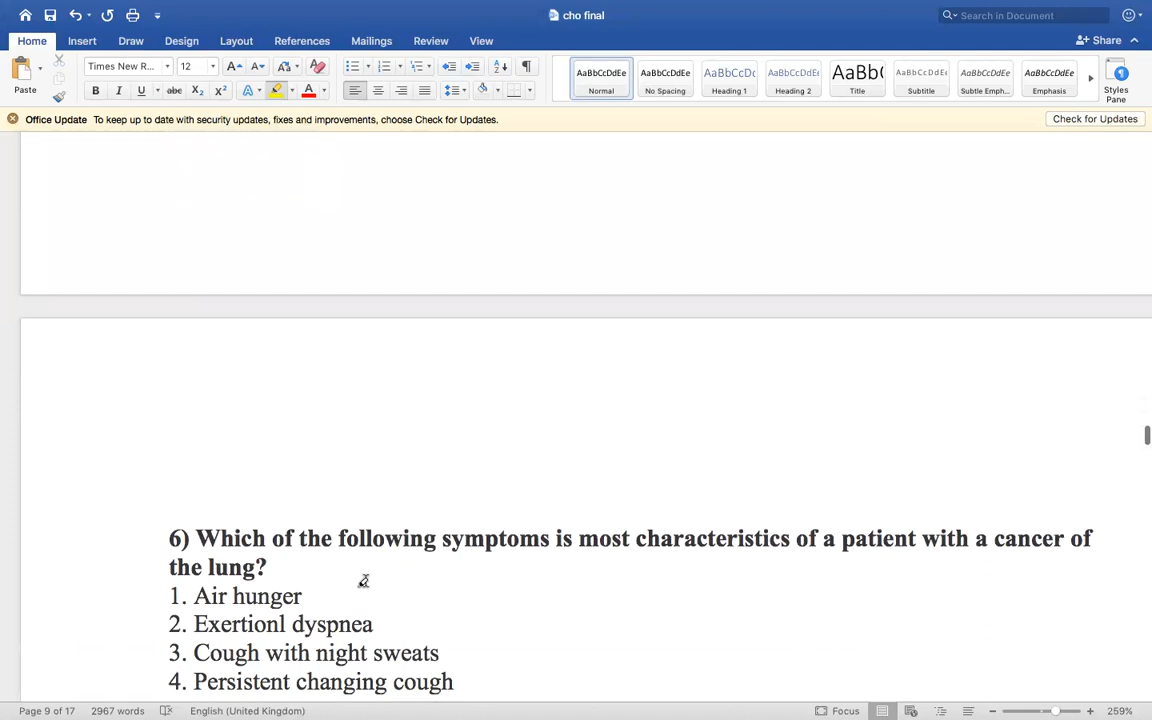 cho final
Search in Document
Home Insert Draw Design Layout References Mailings Review View
Share
Paste
Times New R... 12
AaBbCcDdEe AaBbCcDdEe AaBbCcDc AaBbCcDdEe AaBb( AaBbCcDdEe AaBbCcDdEe AaBbCcDdEe
Normal No Spacing Heading 1 Heading 2 Title Subtitle Subtle Emph... Emphasis
Styles
Pane
Office Update To keep up to date with security updates, fixes and improvements, choose Check for Updates.
Check for Updates
6) Which of the following symptoms is most characteristics of a patient with a cancer of
the lung?
1. Air hunger
2. Exertionl dyspnea
3. Cough with night sweats
4. Persistent changing cough
Page 9 of 17 2967 words English (United Kingdom) Focus 259%